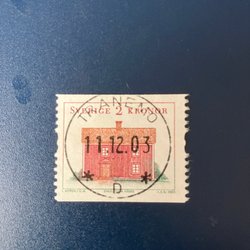 TRANEMO
SVERIGE 2 KRONOR
11.12.03
* D *